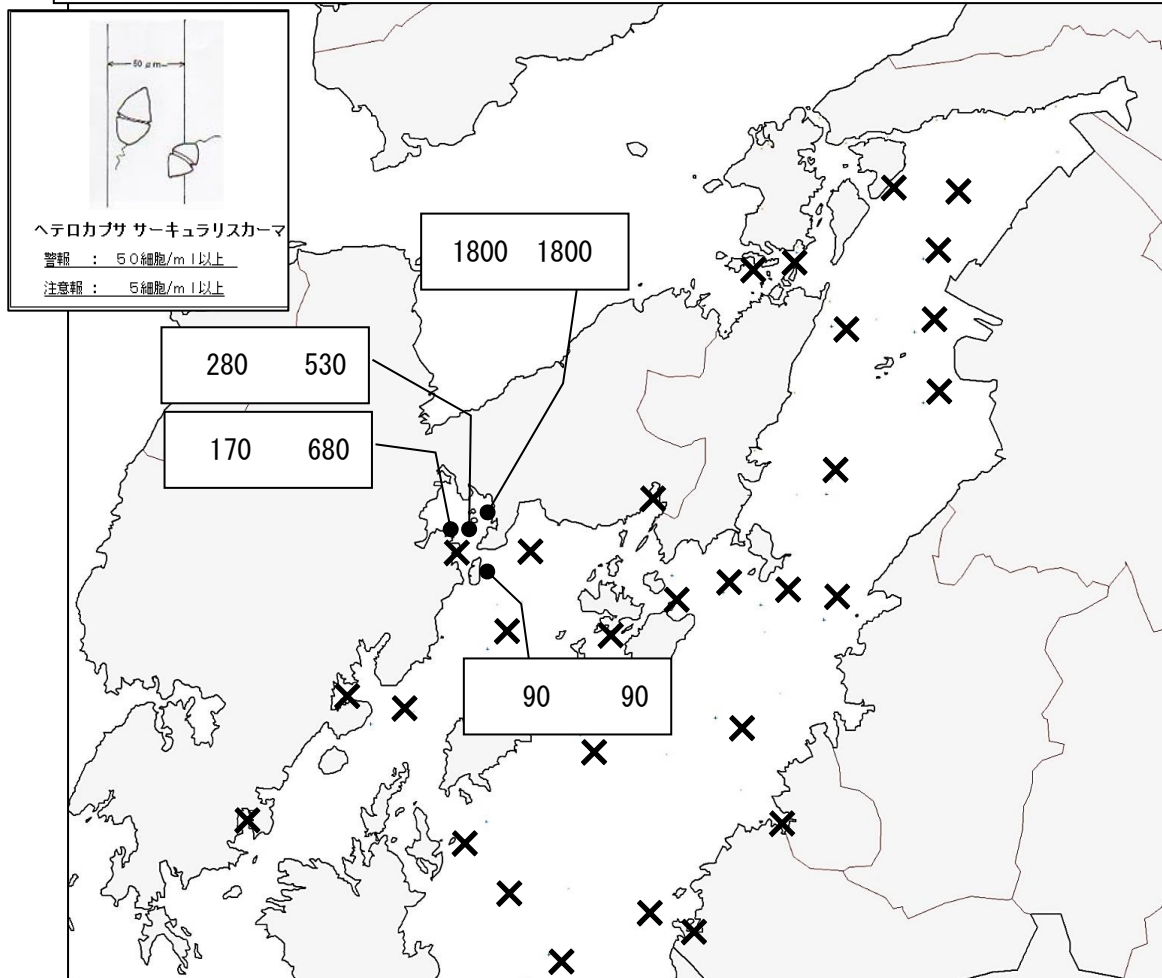 50 μm
ヘテロカプサ サーキュラリスカーマ
警報 : 50細胞/ml以上
注意報 : 5細胞/ml以上
1800 1800
280 530
170 680
90 90